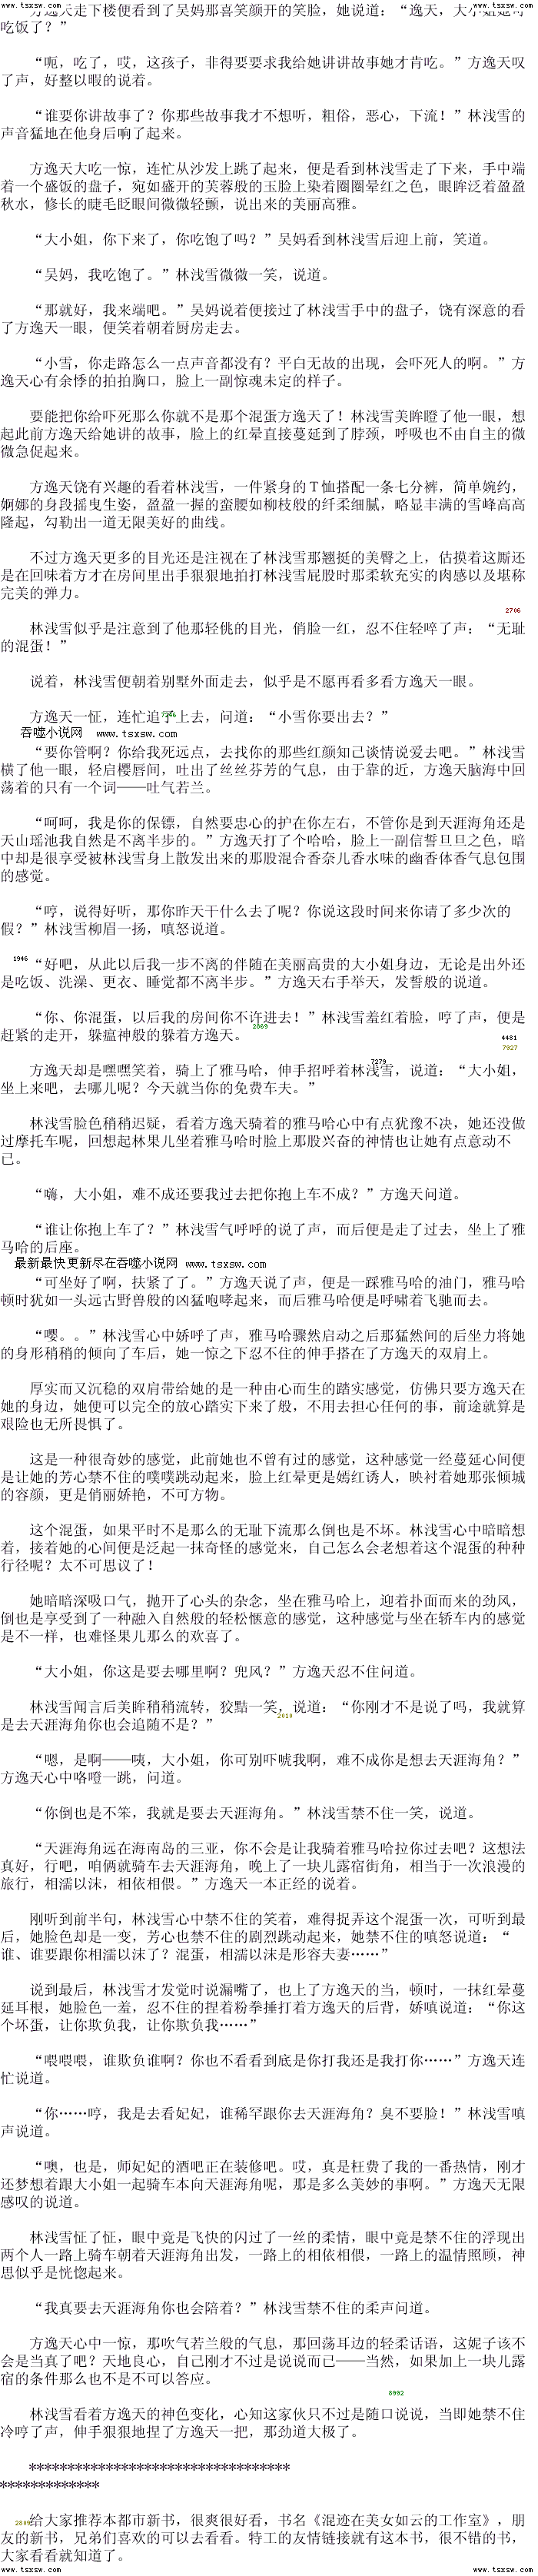 www.tsxsw.com www.tsxsw.com
方逸天走下楼便看到了吴妈那喜笑颜开的笑脸，她说道：“逸天，大小姐她可
吃饭了？”
“呃，吃了，哎，这孩子，非得要要求我给她讲讲故事她才肯吃。”方逸天叹
了声，好整以暇的说着。
“谁要你讲故事了？你那些故事我才不想听，粗俗，恶心，下流！”林浅雪的
声音猛地在他身后响了起来。
方逸天大吃一惊，连忙从沙发上跳了起来，便是看到林浅雪走了下来，手中端
着一个盛饭的盘子，宛如盛开的芙蓉般的玉脸上染着圈圈晕红之色，眼眸泛着盈盈
秋水，修长的睫毛眨眼间微微轻颤，说出来的美丽高雅。
“大小姐，你下来了，你吃饱了吗？”吴妈看到林浅雪后迎上前，笑道。
“吴妈，我吃饱了。”林浅雪微微一笑，说道。
“那就好，我来端吧。”吴妈说着便接过了林浅雪手中的盘子，饶有深意的看
了方逸天一眼，便笑着朝着厨房走去。
“小雪，你走路怎么一点声音都没有？平白无故的出现，会吓死人的啊。”方
逸天心有余悸的拍拍胸口，脸上一副惊魂未定的样子。
要能把你给吓死那么你就不是那个混蛋方逸天了！林浅雪美眸瞪了他一眼，想
起此前方逸天给她讲的故事，脸上的红晕直接蔓延到了脖颈，呼吸也不由自主的微
微急促起来。
方逸天饶有兴趣的看着林浅雪，一件紧身的Ｔ恤搭配一条七分裤，简单婉约，
婀娜的身段摇曳生姿，盈盈一握的蛮腰如柳枝般的纤柔细腻，略显丰满的雪峰高高
隆起，勾勒出一道无限美好的曲线。
不过方逸天更多的目光还是注视在了林浅雪那翘挺的美臀之上，估摸着这厮还
是在回味着方才在房间里出手狠狠地拍打林浅雪屁股时那柔软充实的肉感以及堪称
完美的弹力。
2706
林浅雪似乎是注意到了他那轻佻的目光，俏脸一红，忍不住轻啐了声：“无耻
的混蛋！”
说着，林浅雪便朝着别墅外面走去，似乎是不愿再看多看方逸天一眼。
方逸天一怔，连忙追了上去，问道：“小雪你要出去？”
吞噬小说网 www.tsxsw.com
“要你管啊？你给我死远点，去找你的那些红颜知己谈情说爱去吧。”林浅雪
横了他一眼，轻启樱唇间，吐出了丝丝芬芳的气息，由于靠的近，方逸天脑海中回
荡着的只有一个词——吐气若兰。
“呵呵，我是你的保镖，自然要忠心的护在你左右，不管你是到天涯海角还是
天山瑶池我自然是不离半步的。”方逸天打了个哈哈，脸上一副信誓旦旦之色，暗
中却是很享受被林浅雪身上散发出来的那股混合香奈儿香水味的幽香体香气息包围
的感觉。
“哼，说得好听，那你昨天干什么去了呢？你说这段时间来你请了多少次的
假？”林浅雪柳眉一扬，嗔怒说道。
1946
“好吧，从此以后我一步不离的伴随在美丽高贵的大小姐身边，无论是出外还
是吃饭、洗澡、更衣、睡觉都不离半步。”方逸天右手举天，发誓般的说道。
“你、你混蛋，以后我的房间你不许进去！”林浅雪羞红着脸，哼了声，便是
赶紧的走开，躲瘟神般的躲着方逸天。
2869
4481
7927
7279
方逸天却是嘿嘿笑着，骑上了雅马哈，伸手招呼着林浅雪，说道：“大小姐，
坐上来吧，去哪儿呢？今天就当你的免费车夫。”
林浅雪脸色稍稍迟疑，看着方逸天骑着的雅马哈心中有点犹豫不决，她还没做
过摩托车呢，回想起林果儿坐着雅马哈时脸上那股兴奋的神情也让她有点意动不
已。
“嗨，大小姐，难不成还要我过去把你抱上车不成？”方逸天问道。
“谁让你抱上车了？”林浅雪气呼呼的说了声，而后便是走了过去，坐上了雅
马哈的后座。
最新最快更新尽在吞噬小说网 www.tsxsw.com
“可坐好了啊，扶紧了了。”方逸天说了声，便是一踩雅马哈的油门，雅马哈
顿时犹如一头远古野兽般的凶猛咆哮起来，而后雅马哈便是呼啸着飞驰而去。
“嘤。。”林浅雪心中娇呼了声，雅马哈骤然启动之后那猛然间的后坐力将她
的身形稍稍的倾向了车后，她一惊之下忍不住的伸手搭在了方逸天的双肩上。
厚实而又沉稳的双肩带给她的是一种由心而生的踏实感觉，仿佛只要方逸天在
她的身边，她便可以完全的放心踏实下来了般，不用去担心任何的事，前途就算是
艰险也无所畏惧了。
这是一种很奇妙的感觉，此前她也不曾有过的感觉，这种感觉一经蔓延心间便
是让她的芳心禁不住的噗噗跳动起来，脸上红晕更是嫣红诱人，映衬着她那张倾城
的容颜，更是俏丽娇艳，不可方物。
这个混蛋，如果平时不是那么的无耻下流那么倒也是不坏。林浅雪心中暗暗想
着，接着她的心间便是泛起一抹奇怪的感觉来，自己怎么会老想着这个混蛋的种种
行径呢？太不可思议了！
她暗暗深吸口气，抛开了心头的杂念，坐在雅马哈上，迎着扑面而来的劲风，
倒也是享受到了一种融入自然般的轻松惬意的感觉，这种感觉与坐在轿车内的感觉
是不一样，也难怪果儿那么的欢喜了。
“大小姐，你这是要去哪里啊？兜风？”方逸天忍不住问道。
林浅雪闻言后美眸稍稍流转，狡黠一笑，说道：“你刚才不是说了吗，我就算
是去天涯海角你也会追随不是？”
2010
“嗯，是啊——咦，大小姐，你可别吓唬我啊，难不成你是想去天涯海角？”
方逸天心中咯噔一跳，问道。
“你倒也是不笨，我就是要去天涯海角。”林浅雪禁不住一笑，说道。
“天涯海角远在海南岛的三亚，你不会是让我骑着雅马哈拉你过去吧？这想法
真好，行吧，咱俩就骑车去天涯海角，晚上了一块儿露宿街角，相当于一次浪漫的
旅行，相濡以沫，相依相偎。”方逸天一本正经的说着。
刚听到前半句，林浅雪心中禁不住的笑着，难得捉弄这个混蛋一次，可听到最
后，她脸色却是一变，芳心也禁不住的剧烈跳动起来，她禁不住的嗔怒说道：“
谁、谁要跟你相濡以沫了？混蛋，相濡以沫是形容夫妻……”
说到最后，林浅雪才发觉时说漏嘴了，也上了方逸天的当，顿时，一抹红晕蔓
延耳根，她脸色一羞，忍不住的捏着粉拳捶打着方逸天的后背，娇嗔说道：“你这
个坏蛋，让你欺负我，让你欺负我……”
“喂喂喂，谁欺负谁啊？你也不看看到底是你打我还是我打你……”方逸天连
忙说道。
“你……哼，我是去看妃妃，谁稀罕跟你去天涯海角？臭不要脸！”林浅雪嗔
声说道。
“噢，也是，师妃妃的酒吧正在装修吧。哎，真是枉费了我的一番热情，刚才
还梦想着跟大小姐一起骑车本向天涯海角呢，那是多么美妙的事啊。”方逸天无限
感叹的说道。
林浅雪怔了怔，眼中竟是飞快的闪过了一丝的柔情，眼中竟是禁不住的浮现出
两个人一路上骑车朝着天涯海角出发，一路上的相依相偎，一路上的温情照顾，神
思似乎是恍惚起来。
“我真要去天涯海角你也会陪着？”林浅雪禁不住的柔声问道。
方逸天心中一惊，那吹气若兰般的气息，那回荡耳边的轻柔话语，这妮子该不
会是当真了吧？天地良心，自己刚才不过是说说而已——当然，如果加上一块儿露
宿的条件那么也不是不可以答应。
8992
林浅雪看着方逸天的神色变化，心知这家伙只不过是随口说说，当即她禁不住
冷哼了声，伸手狠狠地捏了方逸天一把，那劲道大极了。
**********************************
*************
2809
给大家推荐本都市新书，很爽很好看，书名《混迹在美女如云的工作室》，朋
友的新书，兄弟们喜欢的可以去看看。特工的友情链接就有这本书，很不错的书，
大家看看就知道了。
www.tsxsw.com www.tsxsw.com